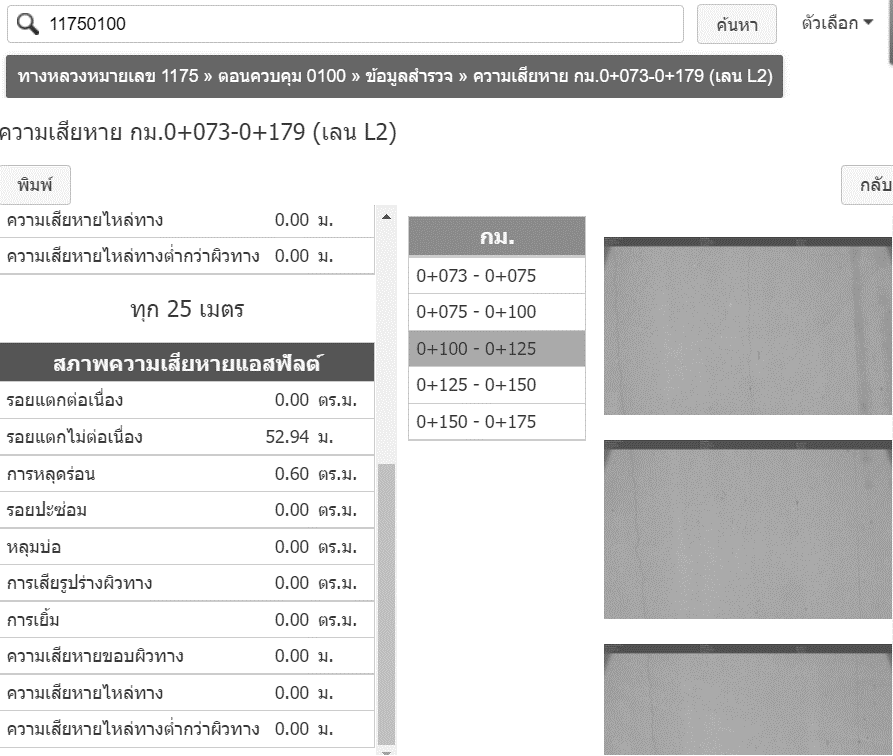 11750100
ค้นหา
ตัวเลือก
ทางหลวงหมายเลข 1175 » ตอนควบคุม 0100 » ข้อมูลสำรวจ » ความเสียหาย กม.0+073-0+179 (เลน L2)
ความเสียหาย กม.0+073-0+179 (เลน L2)
พิมพ์
กลับ
ความเสียหายไหล่ทาง 0.00 ม.
ความเสียหายไหล่ทางต่ำกว่าผิวทาง 0.00 ม.
ทุก 25 เมตร
สภาพความเสียหายแอสฟัลต์
รอยแตกต่อเนื่อง 0.00 ตร.ม.
รอยแตกไม่ต่อเนื่อง 52.94 ม.
การหลุดร่อน 0.60 ตร.ม.
รอยปะซ่อม 0.00 ตร.ม.
หลุมบ่อ 0.00 ตร.ม.
การเสียรูปร่างผิวทาง 0.00 ตร.ม.
การเยิ้ม 0.00 ตร.ม.
ความเสียหายขอบผิวทาง 0.00 ม.
ความเสียหายไหล่ทาง 0.00 ม.
ความเสียหายไหล่ทางต่ำกว่าผิวทาง 0.00 ม.
กม.
0+073 - 0+075
0+075 - 0+100
0+100 - 0+125
0+125 - 0+150
0+150 - 0+175